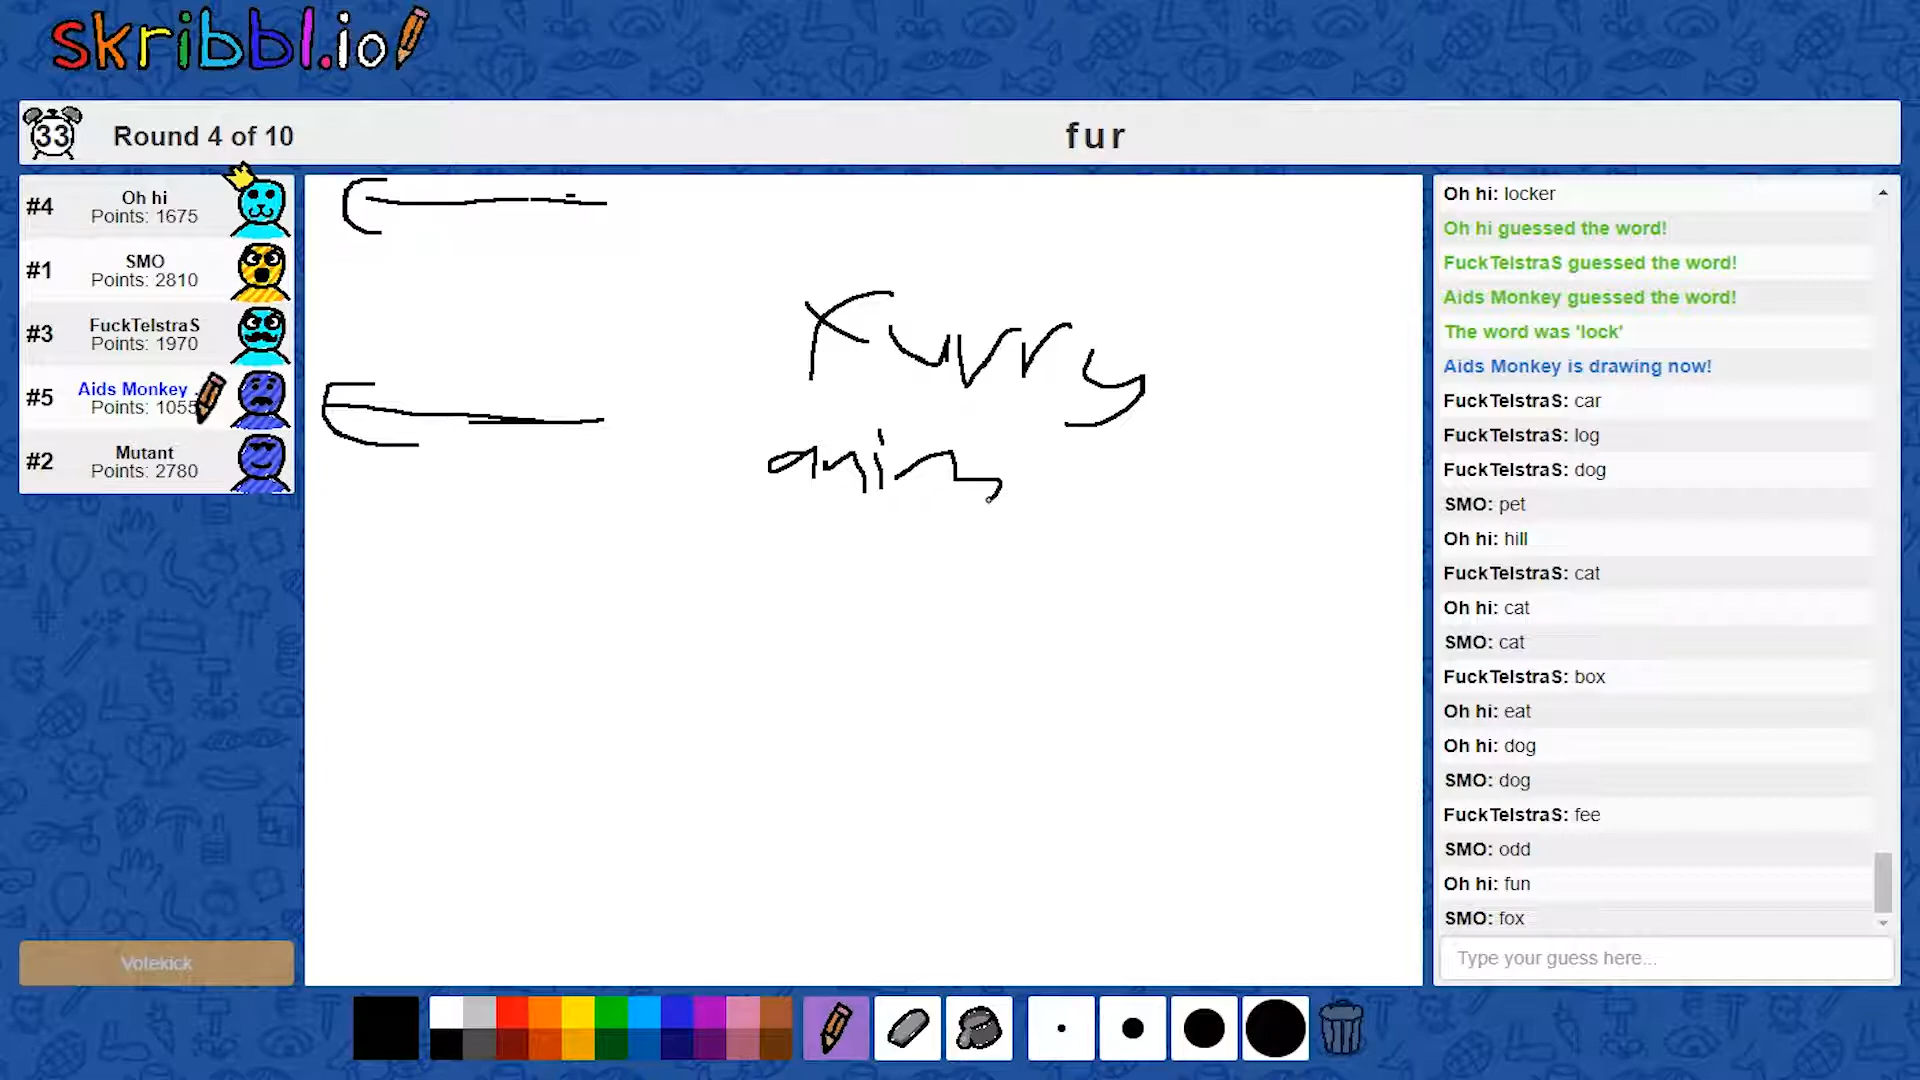 skribbl.io
33
Round 4 of 10
fur
#4
Oh hi
Points: 1675
#1
SMO
Points: 2810
#3
FuckTelstraS
Points: 1970
#5
Aids Monkey
Points: 1055
#2
Mutant
Points: 2780
Votekick
Furry
anim
Oh hi: locker
Oh hi guessed the word!
FuckTelstraS guessed the word!
Aids Monkey guessed the word!
The word was 'lock'
Aids Monkey is drawing now!
FuckTelstraS: car
FuckTelstraS: log
FuckTelstraS: dog
SMO: pet
Oh hi: hill
FuckTelstraS: cat
Oh hi: cat
SMO: cat
FuckTelstraS: box
Oh hi: eat
Oh hi: dog
SMO: dog
FuckTelstraS: fee
SMO: odd
Oh hi: fun
SMO: fox
Type your guess here...